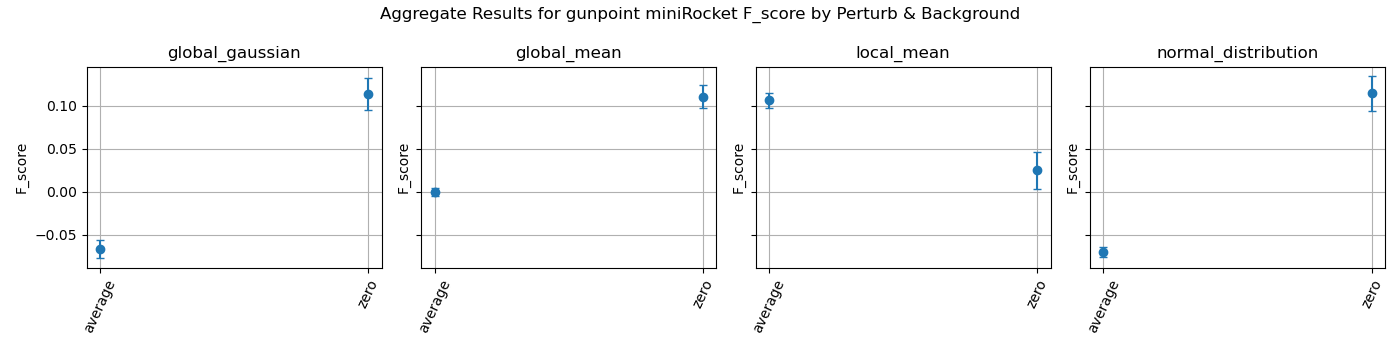 Aggregate Results for gunpoint miniRocket F_score by Perturb & Background
global_gaussian
global_mean
local_mean
normal_distribution
F_score
0.10
0.05
0.00
−0.05
average
zero
F_score
average
zero
F_score
average
zero
F_score
average
zero